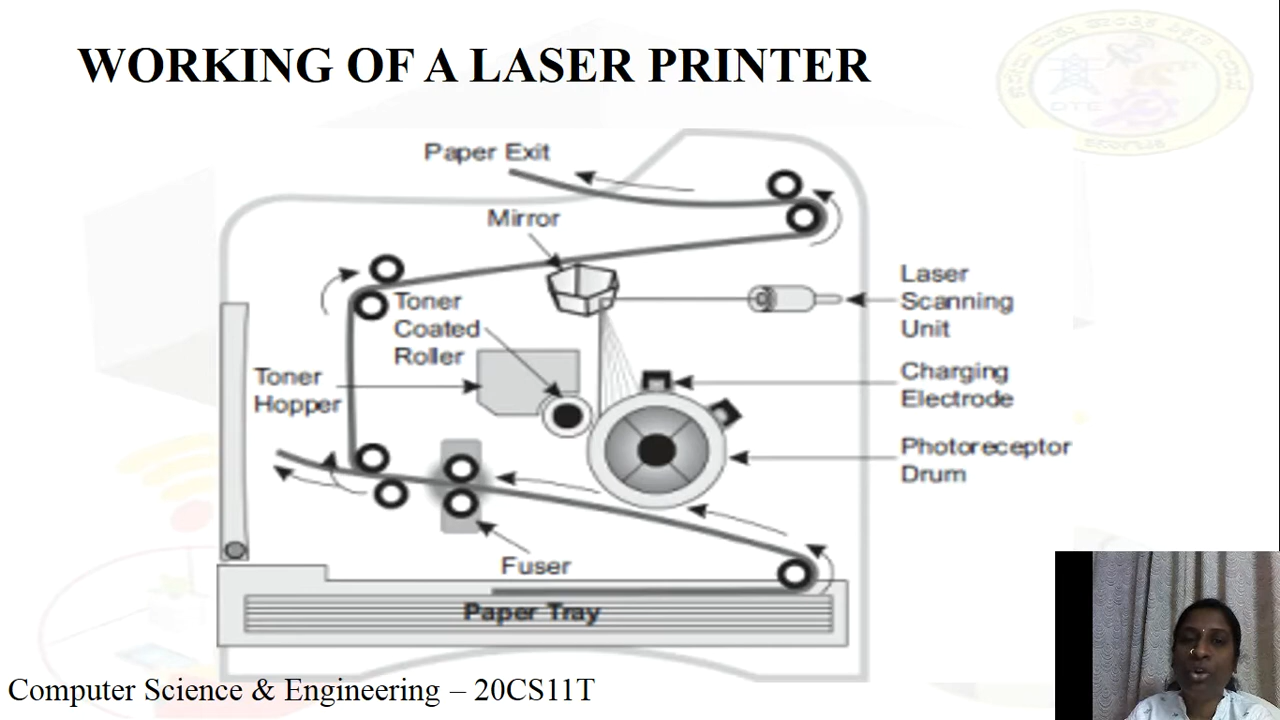 WORKING OF A LASER PRINTER
DTE
Paper Exit
Mirror
Laser
Scanning
Unit
Toner
Coated
Roller
Toner
Hopper
Charging
Electrode
Photoreceptor
Drum
Fuser
Paper Tray
Computer Science & Engineering – 20CS11T